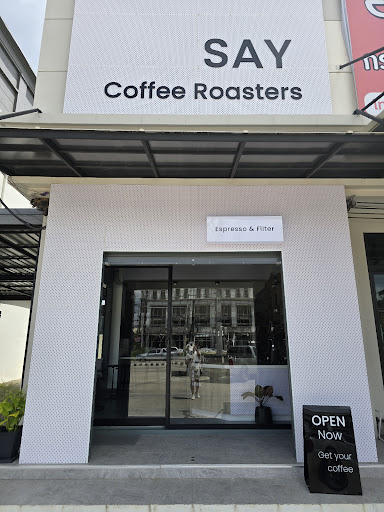 SAY
Coffee Roasters
Espresso & Filter
OPEN
Now
Get your
coffee